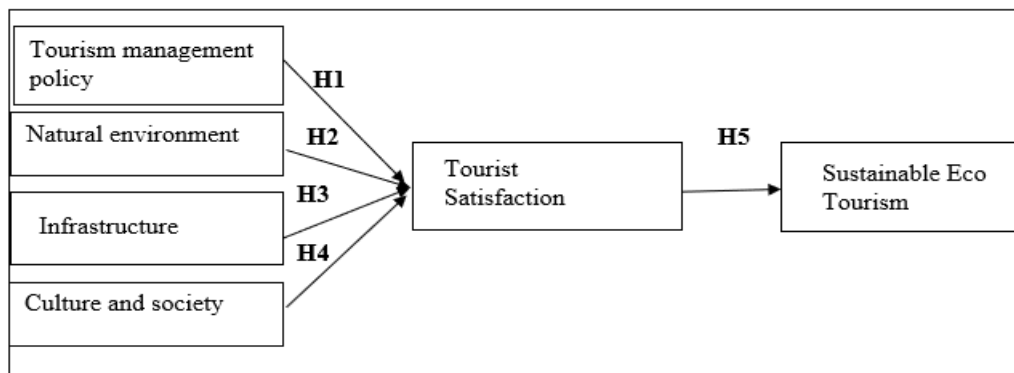 Tourism management
policy
H1
Natural environment
H2
H3
Infrastructure
H4
Culture and society
Tourist
Satisfaction
H5
Sustainable Eco
Tourism